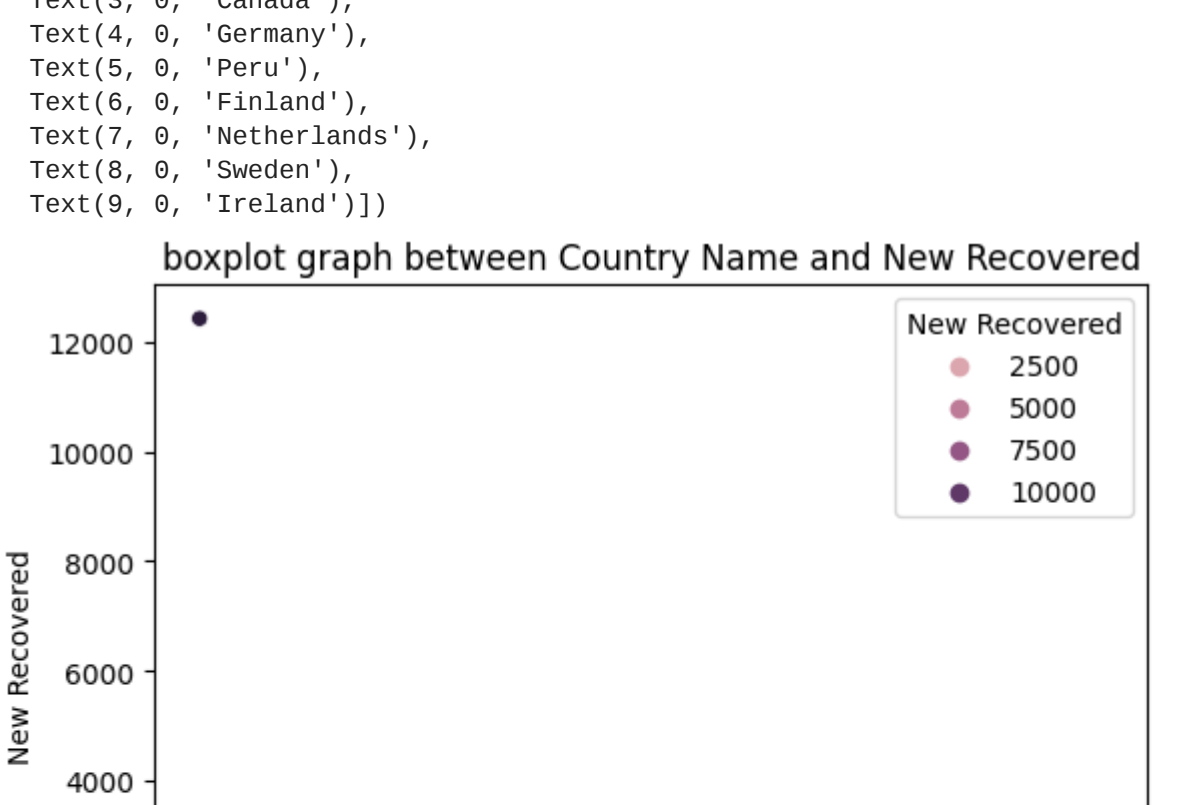 Text(3, 0, 'Canada'),
Text(4, 0, 'Germany'),
Text(5, 0, 'Peru'),
Text(6, 0, 'Finland'),
Text(7, 0, 'Netherlands'),
Text(8, 0, 'Sweden'),
Text(9, 0, 'Ireland')])
boxplot graph between Country Name and New Recovered
New Recovered
2500
5000
7500
10000
12000
10000
8000
6000
4000
New Recovered